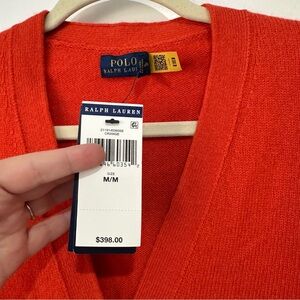 POLO
RALPH LAUREN
RALPH LAUREN
ORANGE
SIZE
M/M
$398.00